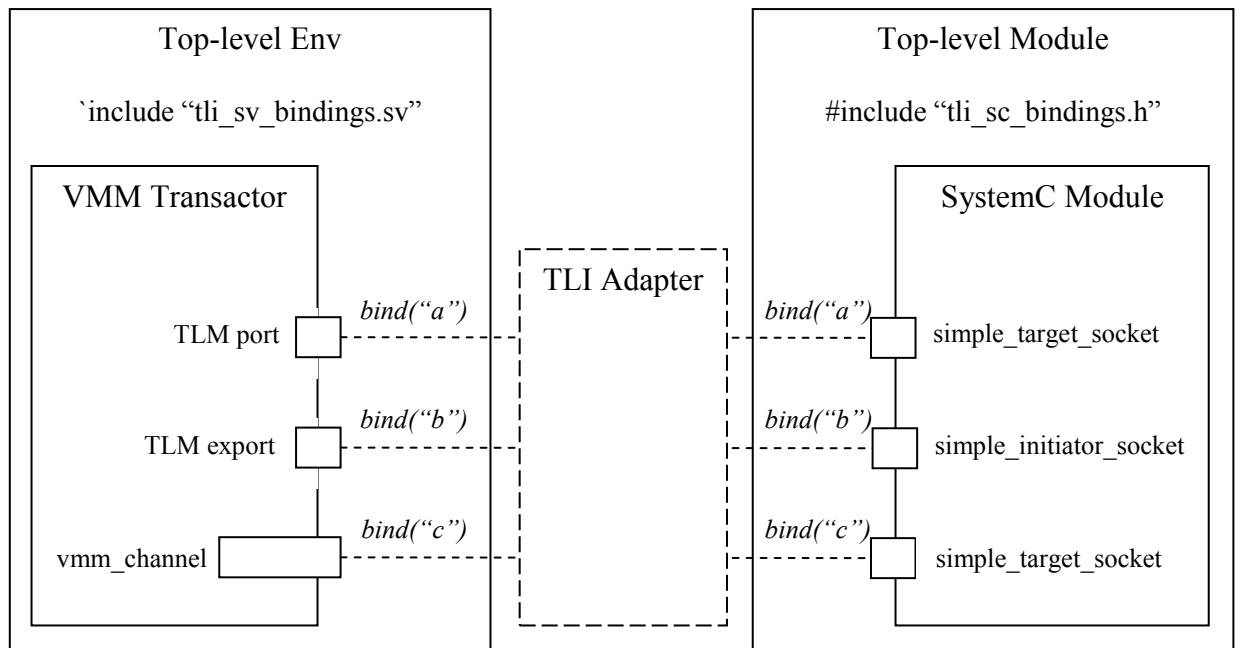 Top-level Env
Top-level Module
`include “tli_sv_bindings.sv”
#include “tli_sc_bindings.h”
VMM Transactor
SystemC Module
TLI Adapter
TLM port
bind(“a”)
bind(“a”)
simple_target_socket
TLM export
bind(“b”)
bind(“b”)
simple_initiator_socket
vmm_channel
bind(“c”)
bind(“c”)
simple_target_socket